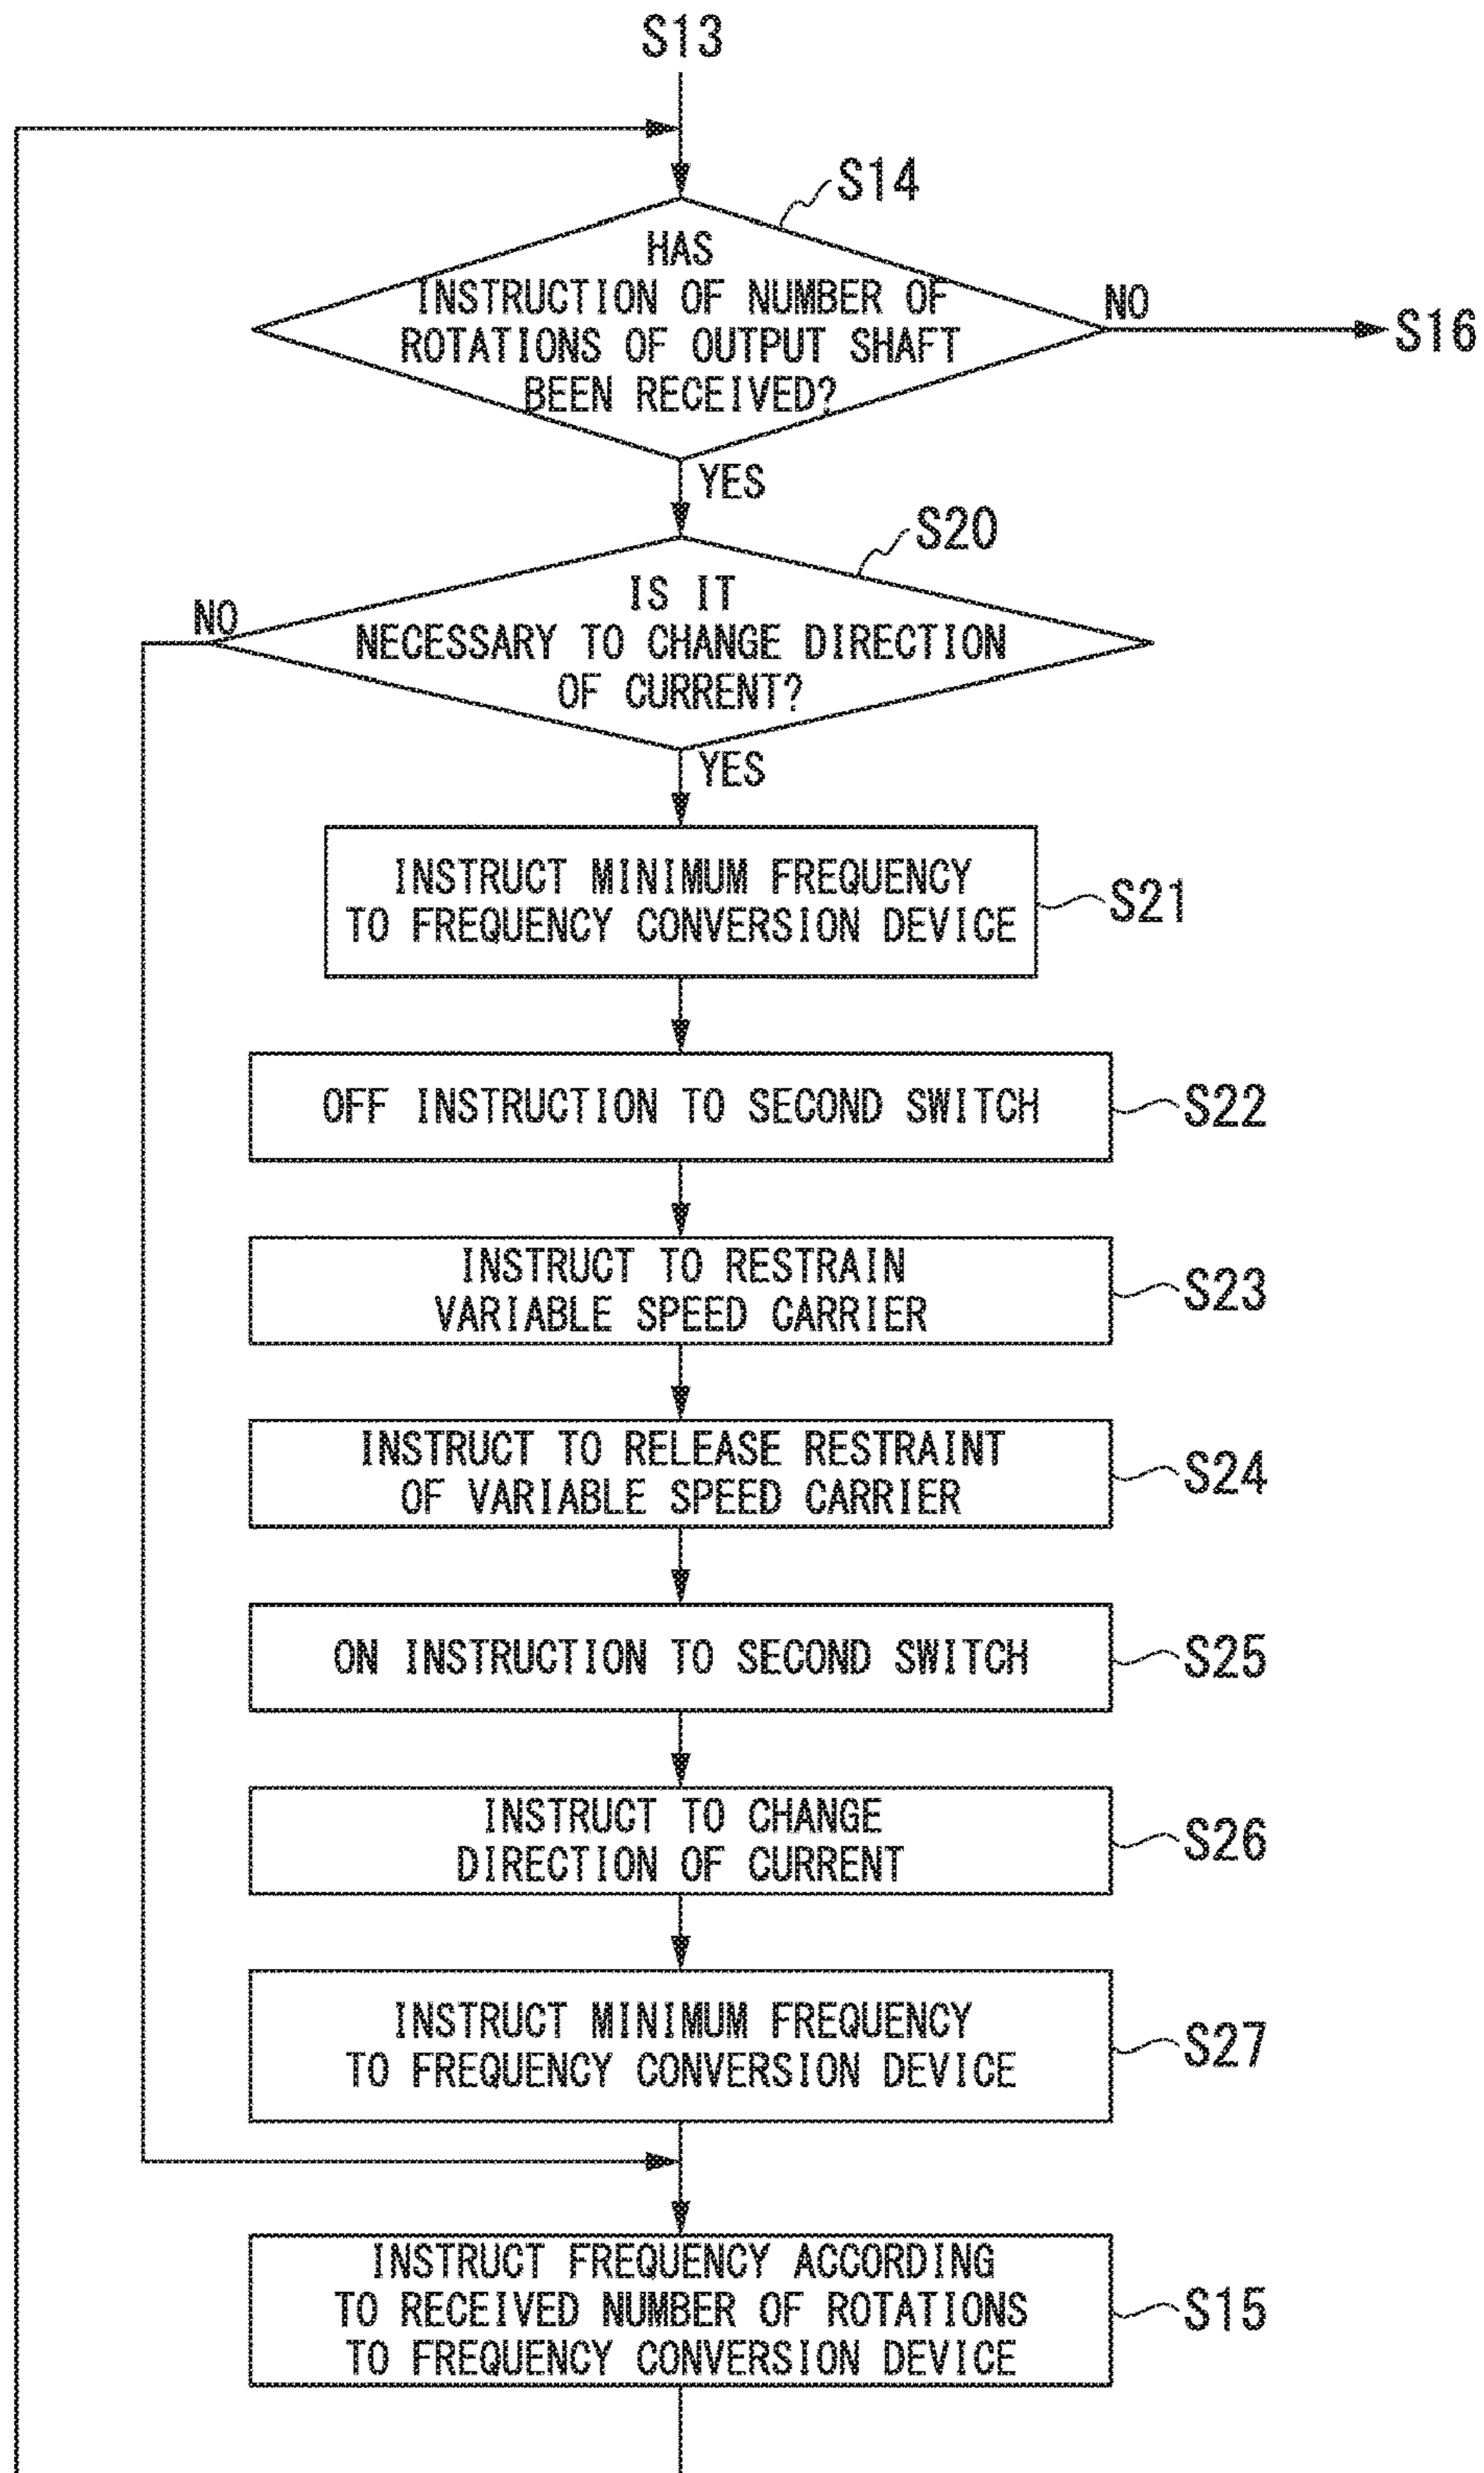 S13
S14
HAS
INSTRUCTION OF NUMBER OF
ROTATIONS OF OUTPUT SHAFT
BEEN RECEIVED?
NO
S16
YES
S20
IS IT
NECESSARY TO CHANGE DIRECTION
OF CURRENT?
NO
YES
INSTRUCT MINIMUM FREQUENCY
TO FREQUENCY CONVERSION DEVICE
S21
OFF INSTRUCTION TO SECOND SWITCH
S22
INSTRUCT TO RESTRAIN
VARIABLE SPEED CARRIER
S23
INSTRUCT TO RELEASE RESTRAINT
OF VARIABLE SPEED CARRIER
S24
ON INSTRUCTION TO SECOND SWITCH
S25
INSTRUCT TO CHANGE
DIRECTION OF CURRENT
S26
INSTRUCT MINIMUM FREQUENCY
TO FREQUENCY CONVERSION DEVICE
S27
INSTRUCT FREQUENCY ACCORDING
TO RECEIVED NUMBER OF ROTATIONS
TO FREQUENCY CONVERSION DEVICE
S15